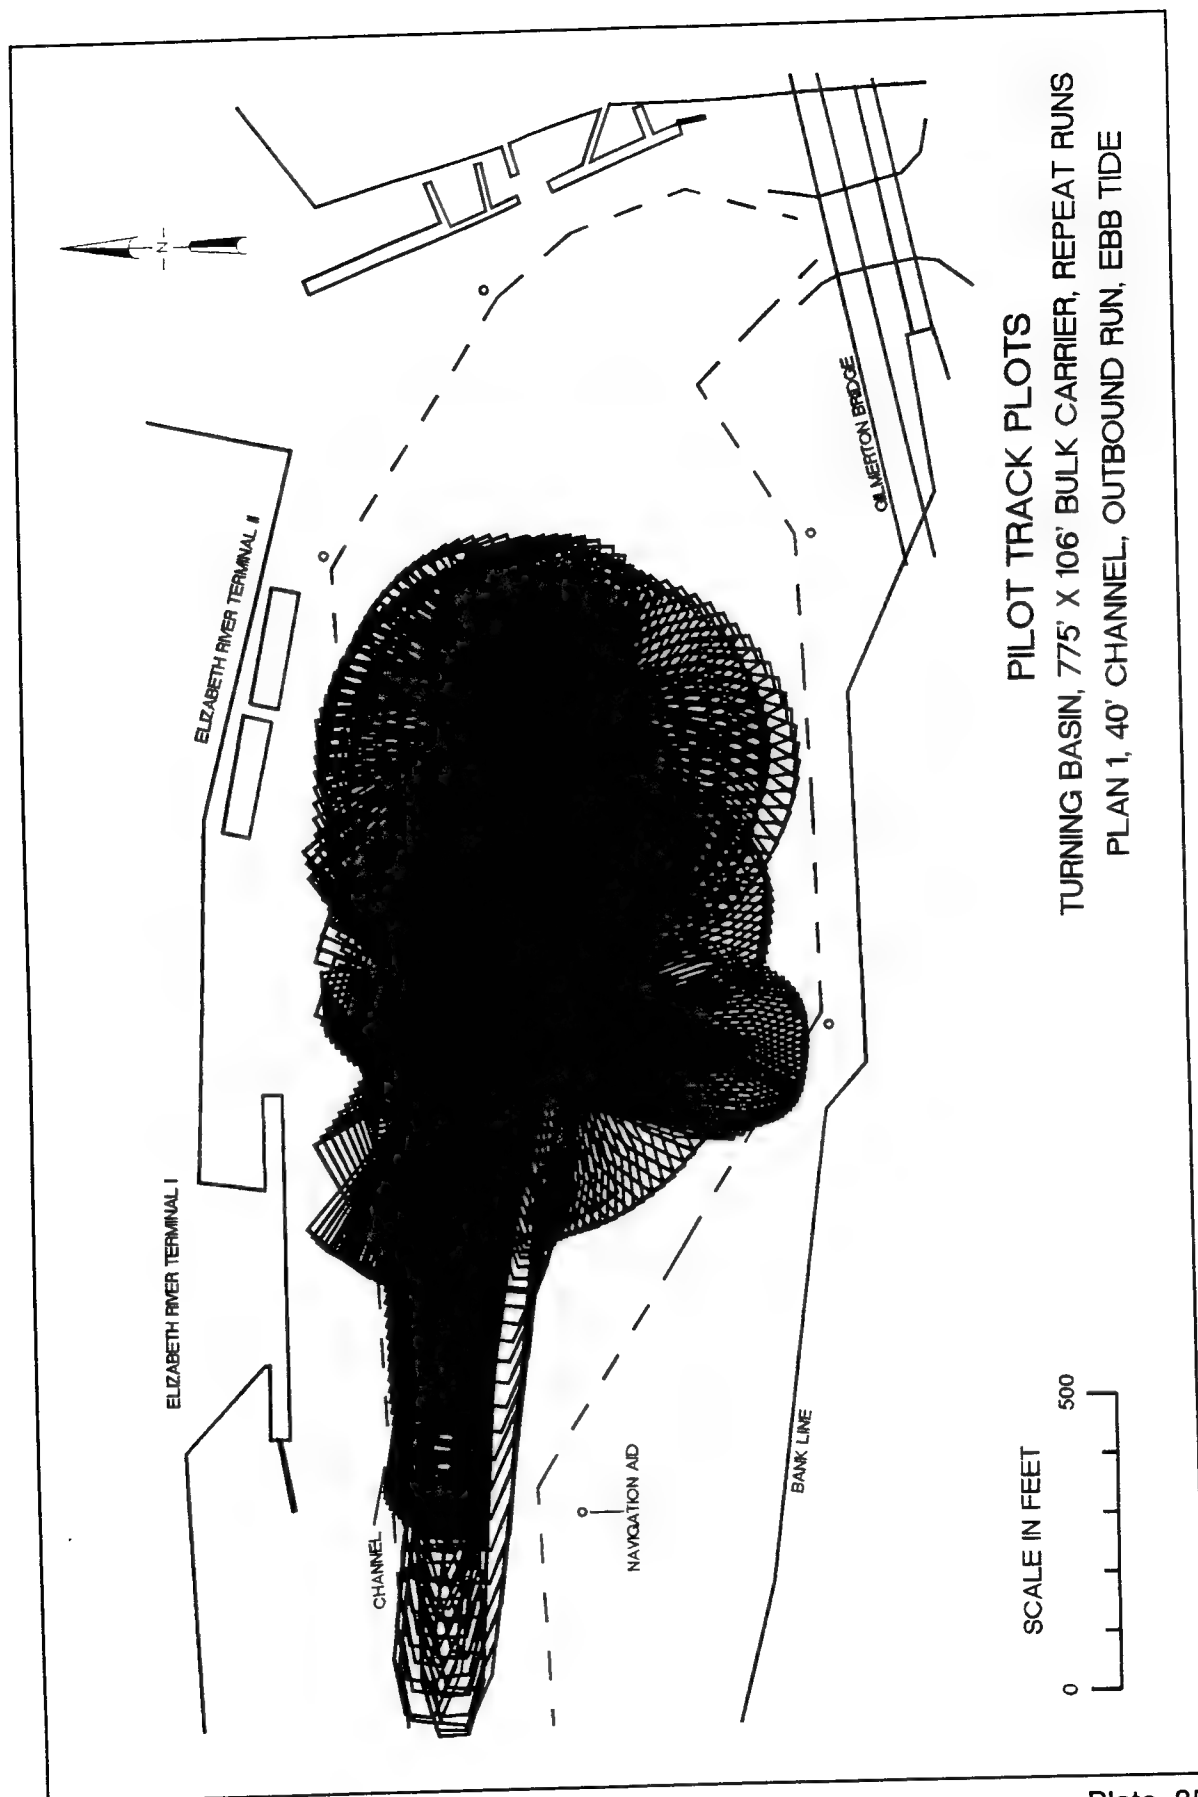 -N-
ELIZABETH RIVER TERMINAL II
ELIZABETH RIVER TERMINAL I
GILMERTON BRIDGE
CHANNEL
NAVIGATION AID
BANK LINE
SCALE IN FEET
0 500
PILOT TRACK PLOTS
TURNING BASIN, 775' X 106' BULK CARRIER, REPEAT RUNS
PLAN 1, 40' CHANNEL, OUTBOUND RUN, EBB TIDE